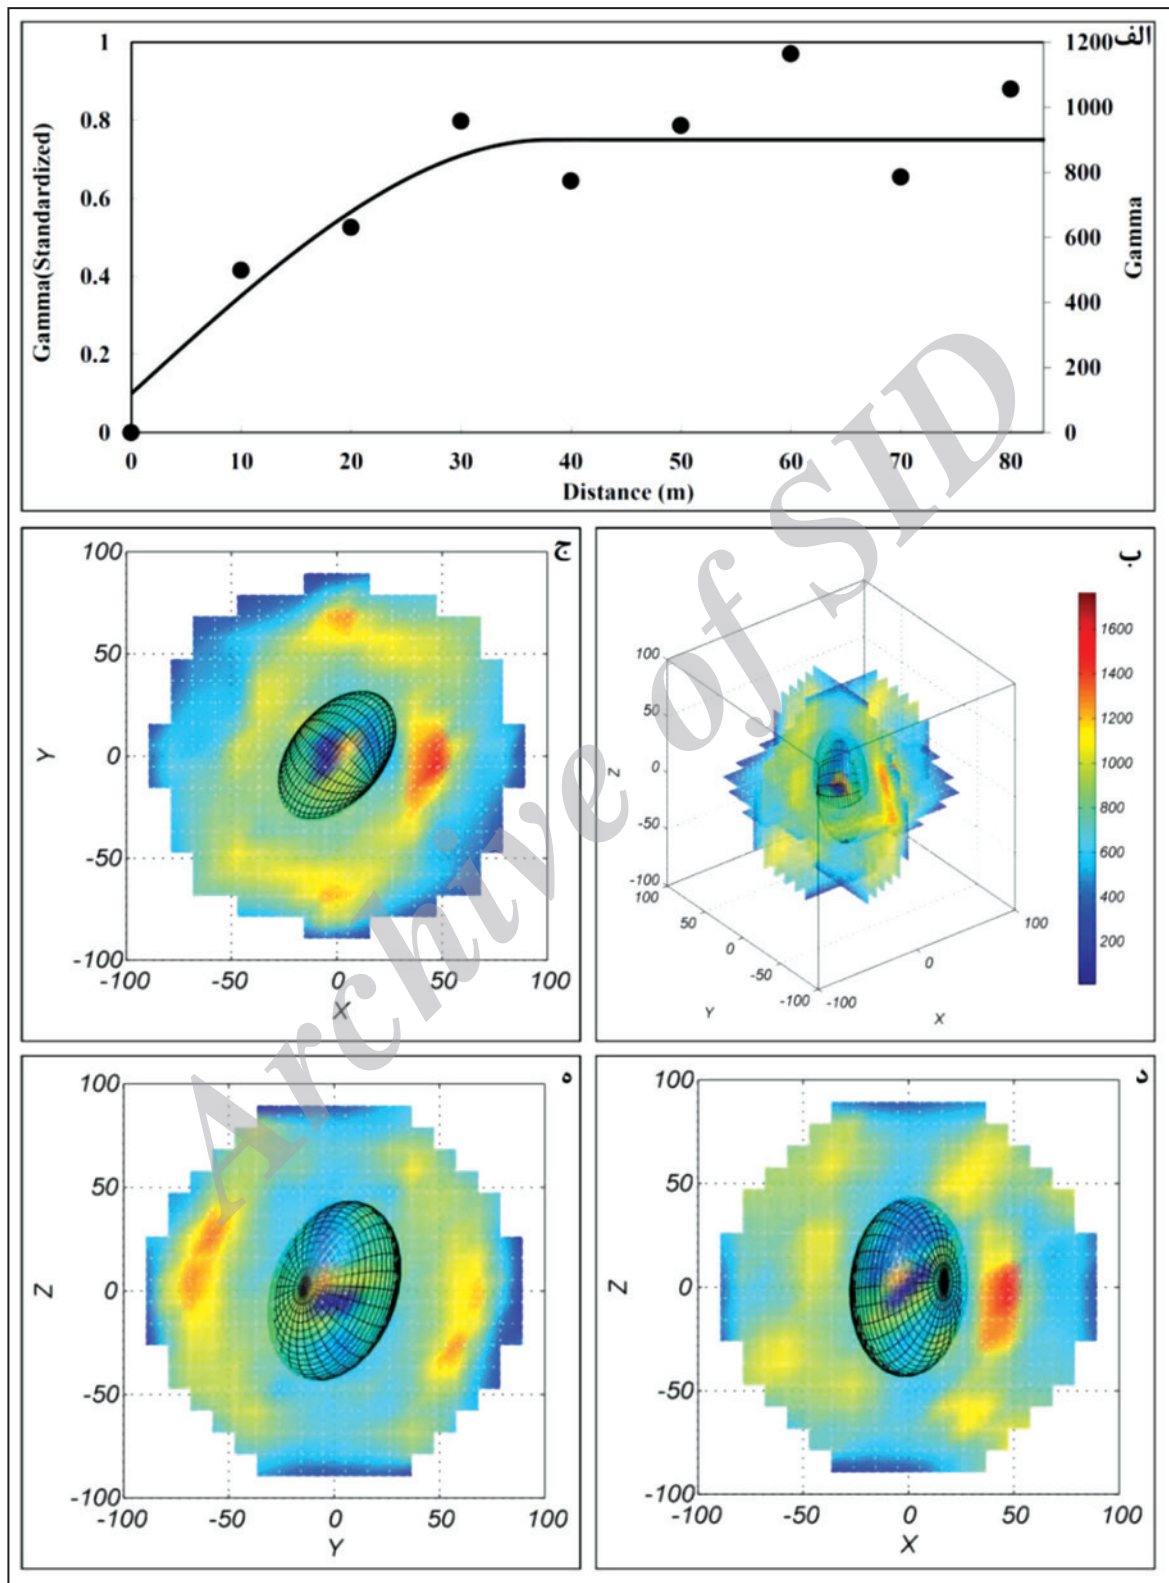 الف
1
0.8
0.6
0.4
0.2
0
Gamma(Standardized)
1200
1000
800
600
400
200
0
Gamma
0 10 20 30 40 50 60 70 80
Distance (m)
ب
100
50
0
-50
-100
Z
100
50
0
-50
-100
Y
-100
0
100
X
1600
1400
1200
1000
800
600
400
200
ج
100
50
0
-50
-100
Y
-100 -50 0 50 100
X
د
100
50
0
-50
-100
Z
-100 -50 0 50 100
X
ه
100
50
0
-50
-100
Z
-100 -50 0 50 100
Y
Archive of SID